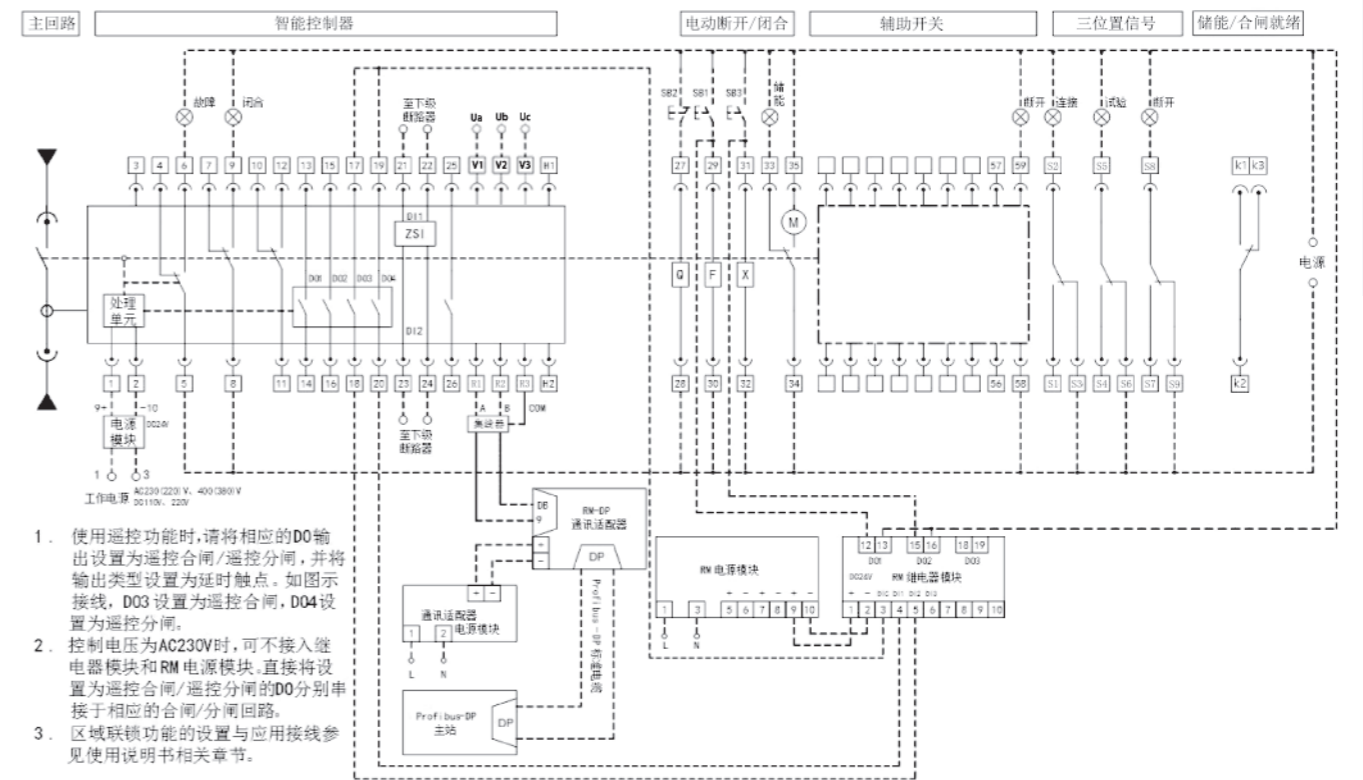 主回路 智能控制器 电动断开/闭合 辅助开关 三位置信号 储能/合闸就绪
故障 闭合 至下级 断路器 Ua Ub Uc SB2 SB1 SB3 储能 断开 连接 试验 断开
3 4 6 7 9 10 12 13 15 17 19 21 22 25 V1 V2 V3 H1 27 29 31 33 35 57 59 S2 S5 S8 k1 k3
DI1
ZSI
M
电源
DO1 DO2 DO3 DO4
Q F X
处理
单元
DI2
1 2 5 8 11 14 16 18 20 23 24 26 R1 R2 R3 H2 28 30 32 34 56 58 S1 S3 S4 S6 S7 S9 k2
9+ -10 A B COM
电源
模块
DC24V
集线器
至下级
断路器
1 3
工作电源 AC230(220)V、400(380)V
DC110V、220V
DB
9
RM-DP
通讯适配器
DP
+
-
1. 使用遥控功能时,请将相应的DO输
出设置为遥控合闸/遥控分闸,并将
输出类型设置为延时触点。如图示
接线, DO3设置为遥控合闸, DO4设
置为遥控分闸。
2. 控制电压为AC230V时,可不接入继
电器模块和RM电源模块。直接将设
置为遥控合闸/遥控分闸的DO分别串
接于相应的合闸/分闸回路。
3. 区域联锁功能的设置与应用接线参
见使用说明书相关章节。
+ -
通讯适配器
电源模块
1 2
L N
Profibus-DP
主站
DP
Profibus-DP 标准电缆
RM电源模块
+ - + - + -
1 3 5 6 7 8 9 10
L N
12 13 15 16 18 19
DO1 DO2 DO3
DC24V RM继电器模块
+ - DIC DI1 DI2 DI3
1 2 3 4 5 6 7 8 9 10